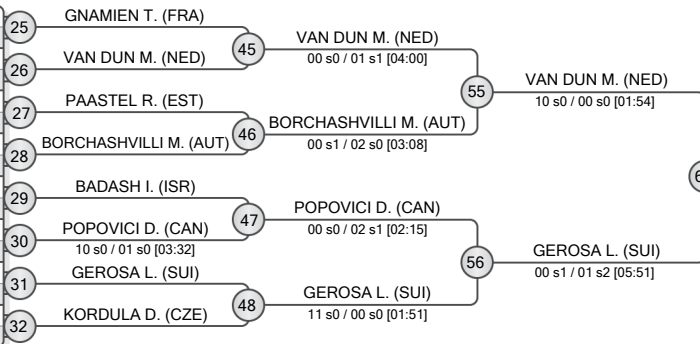 25
GNAMIEN T. (FRA)
26
VAN DUN M. (NED)
45
VAN DUN M. (NED)
00 s0 / 01 s1 [04:00]
27
PAASTEL R. (EST)
28
BORCHASHVILLI M. (AUT)
46
BORCHASHVILLI M. (AUT)
00 s1 / 02 s0 [03:08]
55
VAN DUN M. (NED)
10 s0 / 00 s0 [01:54]
29
BADASH I. (ISR)
30
POPOVICI D. (CAN)
10 s0 / 01 s0 [03:32]
47
POPOVICI D. (CAN)
00 s0 / 02 s1 [02:15]
31
GEROSA L. (SUI)
32
KORDULA D. (CZE)
48
GEROSA L. (SUI)
11 s0 / 00 s0 [01:51]
56
GEROSA L. (SUI)
00 s1 / 01 s2 [05:51]